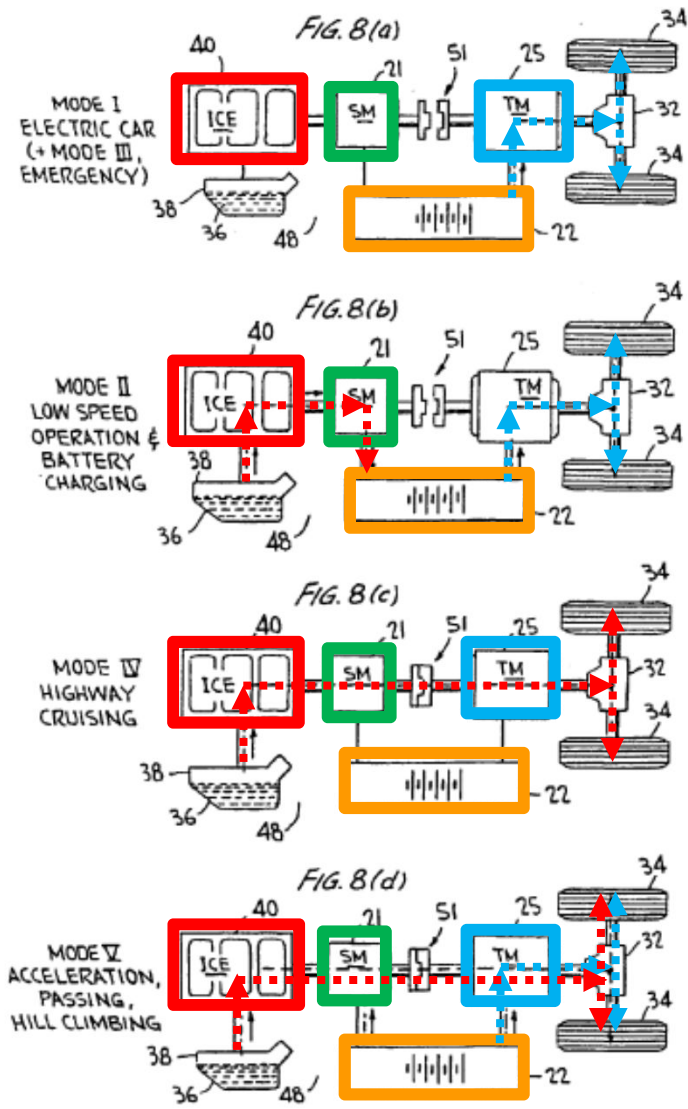 FIG. 8(a)
40
21
51
25
34
MODE I
ELECTRIC CAR
(+ MODE III,
EMERGENCY)
ICE
SM
TM
32
34
38
36
48
22
FIG. 8(b)
40
21
51
25
34
MODE II
LOW SPEED
OPERATION &
BATTERY
CHARGING
ICE
SM
TM
32
34
38
36
48
22
FIG. 8(c)
40
21
51
25
34
MODE IV
HIGHWAY
CRUISING
ICE
SM
TM
32
34
38
36
48
22
FIG. 8(d)
40
21
51
25
34
MODE V
ACCELERATION,
PASSING,
HILL CLIMBING
ICE
SM
TM
32
34
38
36
48
22